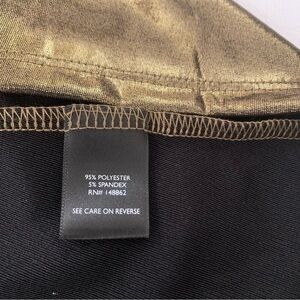 95% POLYESTER
5% SPANDEX
RN# 148862
SEE CARE ON REVERSE